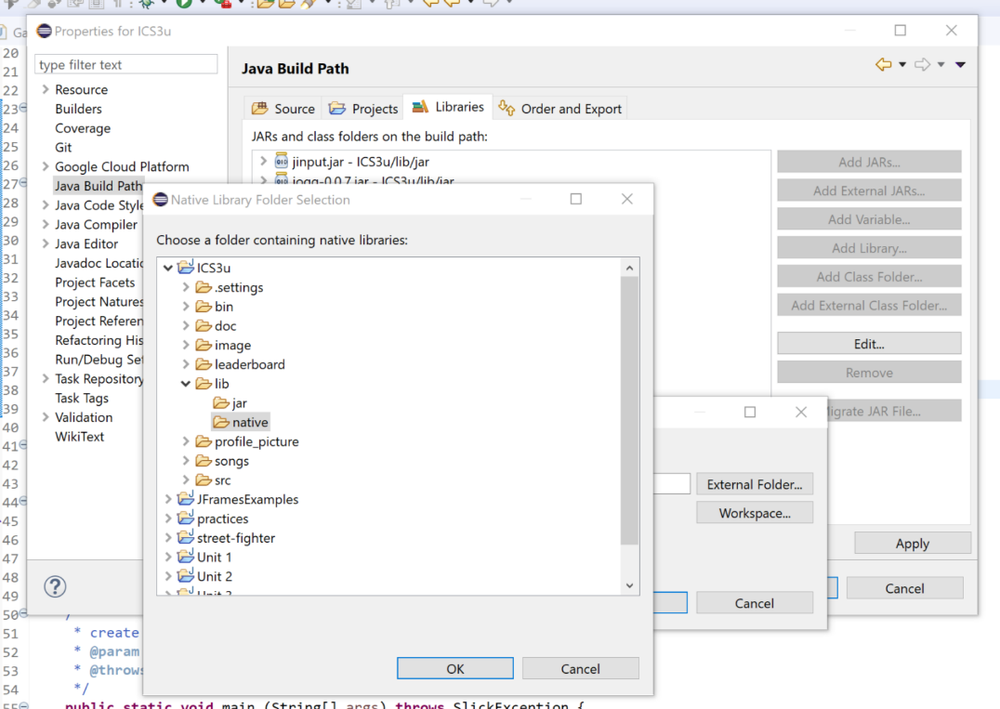 Ga
Properties for ICS3u
20
21
22
23
24
25
26
27
28
29
30
31
32
33
34
35
36
37
38
39
40
41
42
43
44
45
46
47
48
49
50
51
52
53
54
55
type filter text
Resource
Builders
Coverage
Git
Google Cloud Platform
Java Build Path
Java Code Style
Java Compiler
Java Editor
Javadoc Locatio
Project Facets
Project Natures
Project Referen
Refactoring His
Run/Debug Set
Task Repository
Task Tags
Validation
WikiText
Java Build Path
Source
Projects
Libraries
Order and Export
JARs and class folders on the build path:
jinput.jar - ICS3u/lib/jar
jogg-0.0.7.jar - ICS3u/lib/jar
Add JARs...
Add External JARs...
Add Variable...
Add Library...
Add Class Folder...
Add External Class Folder...
Edit...
Remove
Migrate JAR File...
Apply
Cancel
Native Library Folder Selection
Choose a folder containing native libraries:
ICS3u
.settings
bin
doc
image
leaderboard
lib
jar
native
profile_picture
songs
src
JFramesExamples
practices
street-fighter
Unit 1
Unit 2
Unit 3
OK
Cancel
External Folder...
Workspace...
Cancel
* create
* @param
* @throws
*/
public static void main (String[] args) throws SlickException {